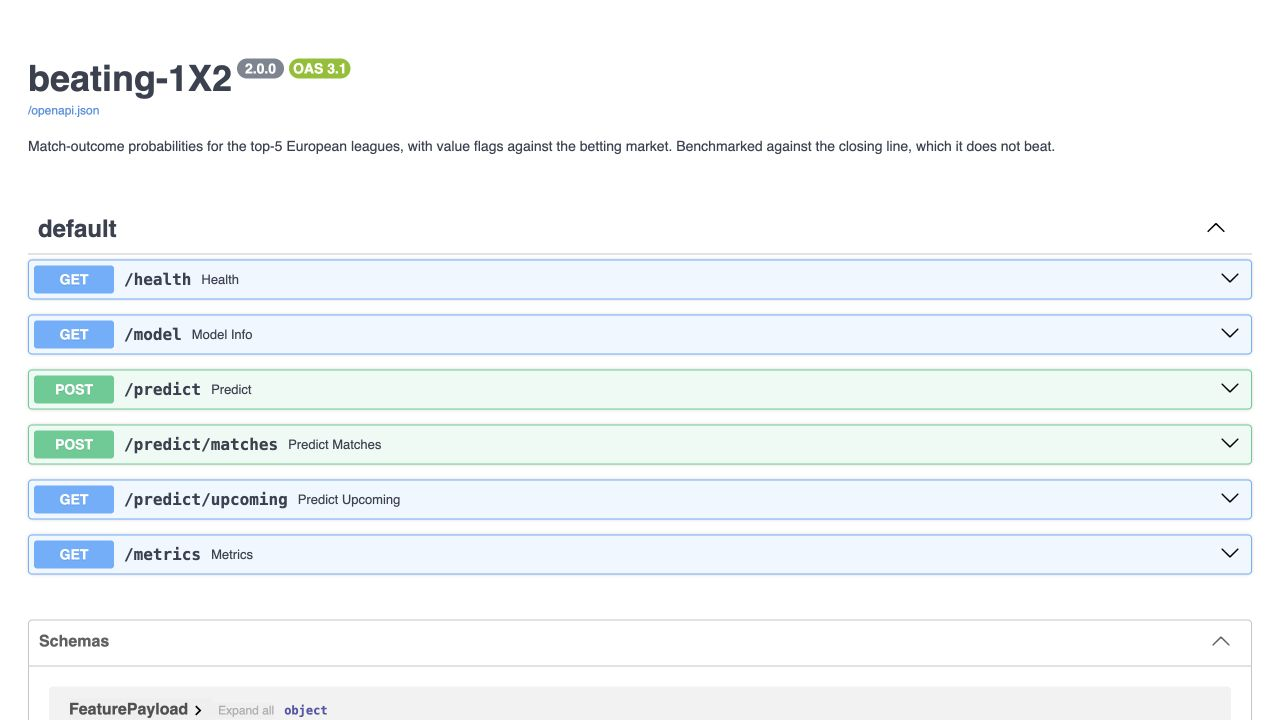 beating-1X2 2.0.0 OAS 3.1
/openapi.json
Match-outcome probabilities for the top-5 European leagues, with value flags against the betting market. Benchmarked against the closing line, which it does not beat.
default
GET /health Health
GET /model Model Info
POST /predict Predict
POST /predict/matches Predict Matches
GET /predict/upcoming Predict Upcoming
GET /metrics Metrics
Schemas
FeaturePayload Expand all object